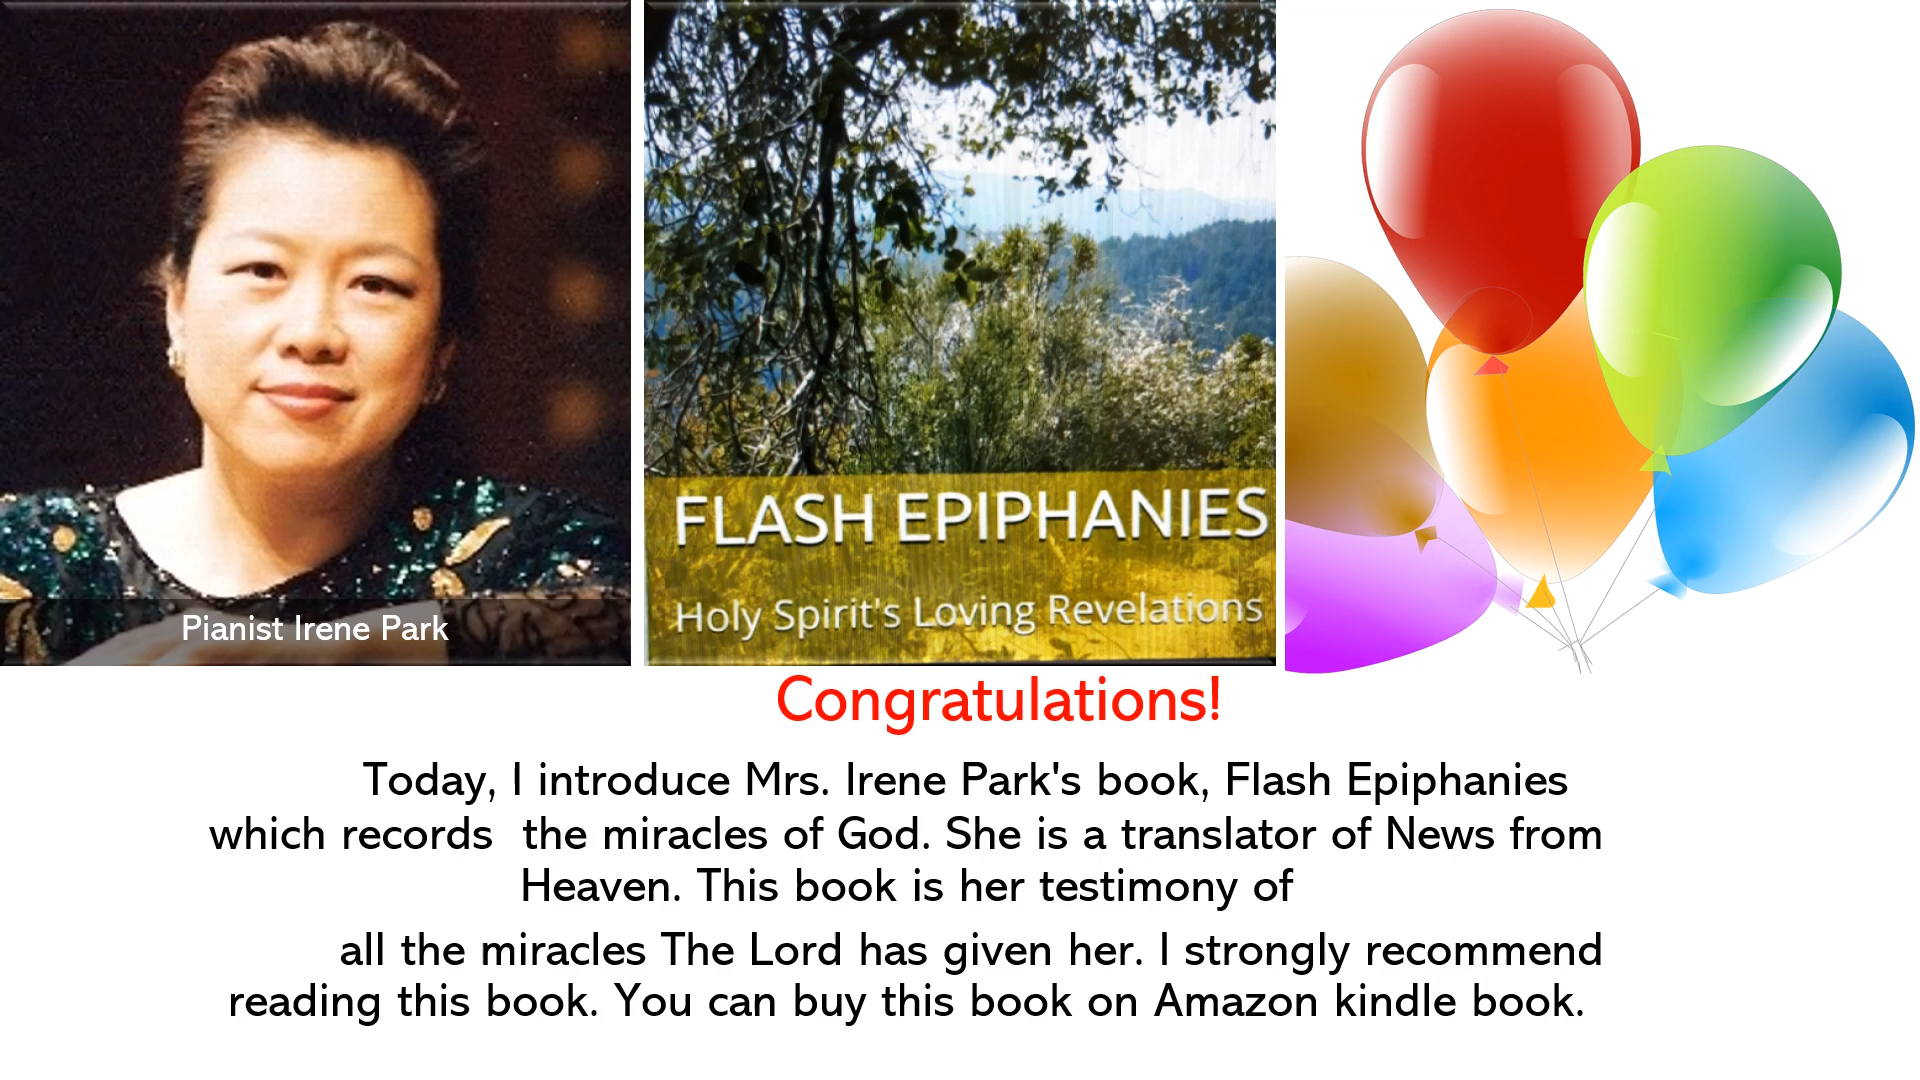 Pianist Irene Park
FLASH EPIPHANIES
Holy Spirit's Loving Revelations
Congratulations!
Today, I introduce Mrs. Irene Park's book, Flash Epiphanies
which records the miracles of God. She is a translator of News from
Heaven. This book is her testimony of
all the miracles The Lord has given her. I strongly recommend
reading this book. You can buy this book on Amazon kindle book.